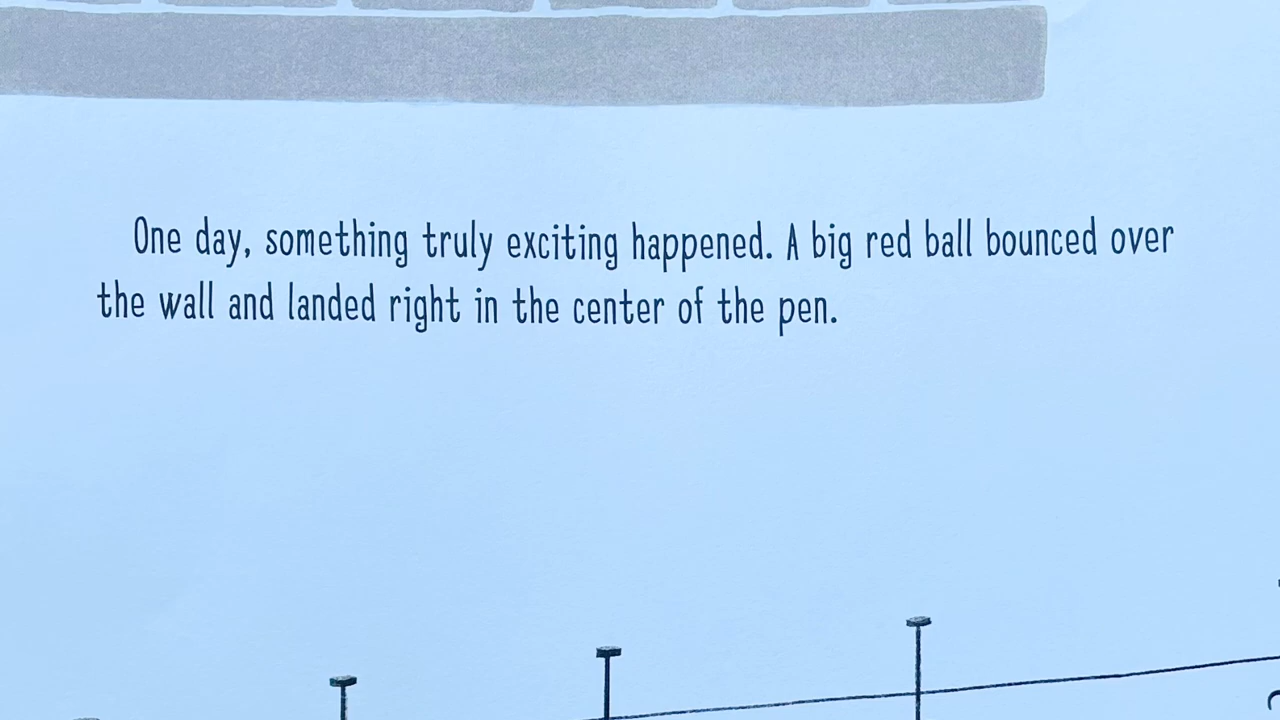 One day, something truly exciting happened. A big red ball bounced over
the wall and landed right in the center of the pen.